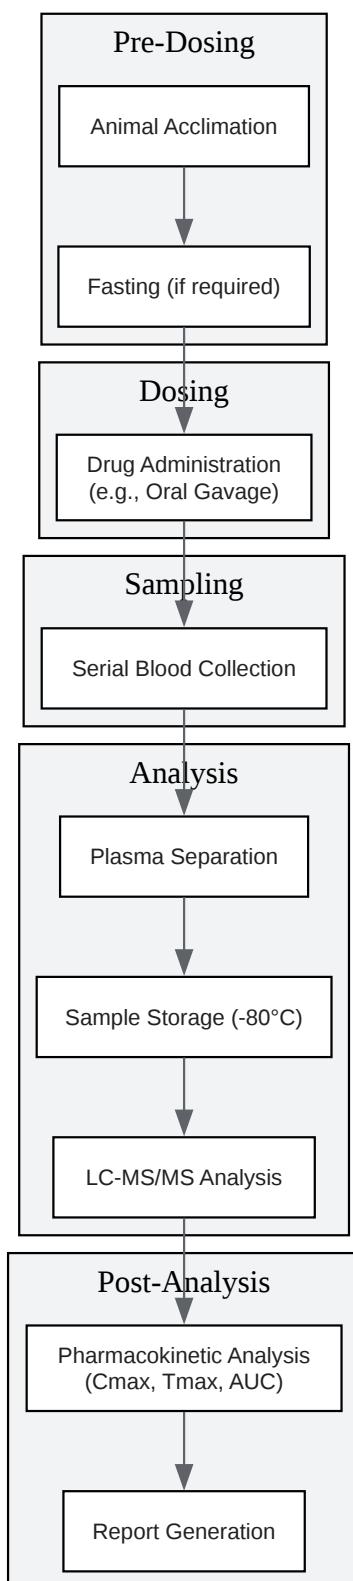 Pre-Dosing
Animal Acclimation
Fasting (if required)
Dosing
Drug Administration
(e.g., Oral Gavage)
Sampling
Serial Blood Collection
Analysis
Plasma Separation
Sample Storage (-80°C)
LC-MS/MS Analysis
Post-Analysis
Pharmacokinetic Analysis
(Cmax, Tmax, AUC)
Report Generation